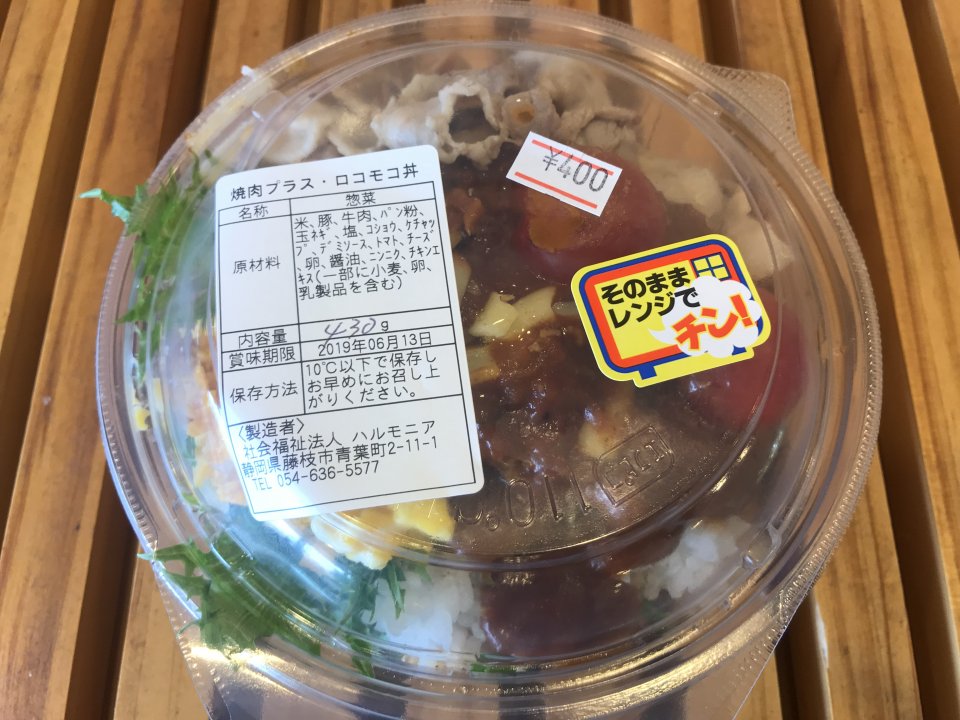 焼肉プラス・ロコモコ丼
名称 惣菜
原材料 米、豚、牛肉、パン粉、
玉ネギ、塩、コショウ、ケチャッ
プ、デミソース、トマト、チーズ
、卵、醤油、ニンニク、チキンエ
キス(一部に小麦、卵、
乳製品を含む)
内容量 430g
賞味期限 2019年06月13日
保存方法 10℃以下で保存し
お早めにお召し上
がりください。
〈製造者〉
社会福祉法人 ハルモニア
静岡県藤枝市青葉町2-11-1
TEL 054-636-5577
¥400
そのまま
レンジで
チン!
110℃